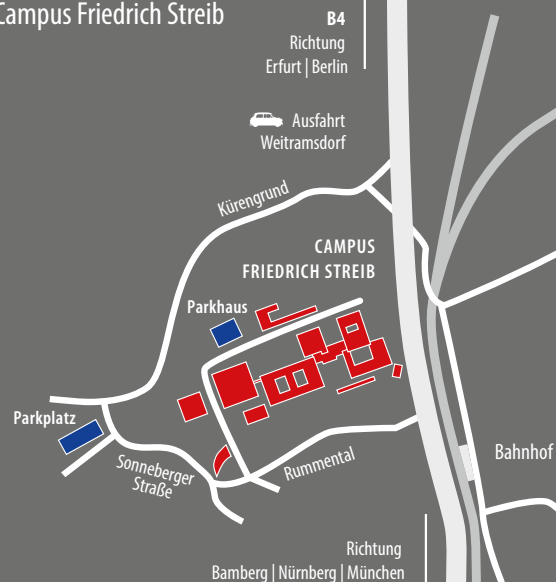 Campus Friedrich Streib
B4
Richtung
Erfurt | Berlin
Ausfahrt
Weitramsdorf
Kürengrund
CAMPUS
FRIEDRICH STREIB
Parkhaus
Parkplatz
Sonneberger
Straße
Rummental
Bahnhof
Richtung
Bamberg | Nürnberg | München